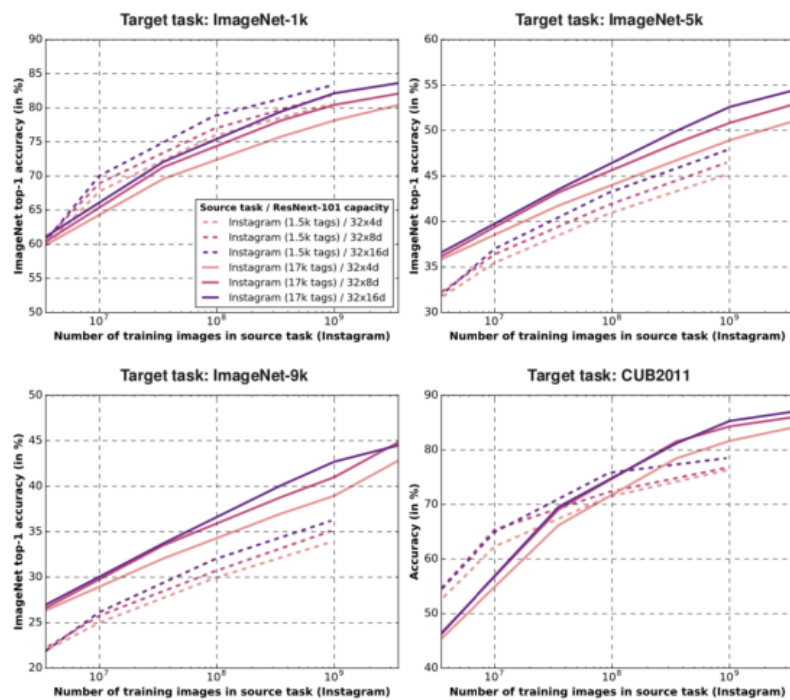 Target task: ImageNet-1k
ImageNet top-1 accuracy (in %)
90
85
80
75
70
65
60
55
50
10⁷
10⁸
10⁹
Number of training images in source task (Instagram)
Source task / ResNext-101 capacity
Instagram (1.5k tags) / 32x4d
Instagram (1.5k tags) / 32x8d
Instagram (1.5k tags) / 32x16d
Instagram (17k tags) / 32x4d
Instagram (17k tags) / 32x8d
Instagram (17k tags) / 32x16d
Target task: ImageNet-5k
ImageNet top-1 accuracy (in %)
60
55
50
45
40
35
30
10⁷
10⁸
10⁹
Number of training images in source task (Instagram)
Target task: ImageNet-9k
ImageNet top-1 accuracy (in %)
50
45
40
35
30
25
20
10⁷
10⁸
10⁹
Number of training images in source task (Instagram)
Target task: CUB2011
Accuracy (in %)
90
80
70
60
50
40
10⁷
10⁸
10⁹
Number of training images in source task (Instagram)